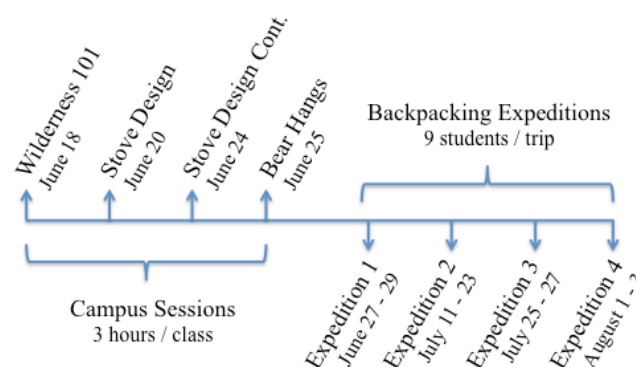 Wilderness 101
June 18
Stove Design
June 20
Stove Design Cont.
June 24
Bear Hangs
June 25
Backpacking Expeditions
9 students / trip
Campus Sessions
3 hours / class
Expedition 1
June 27 - 29
Expedition 2
July 11 - 23
Expedition 3
July 25 - 27
Expedition 4
August 1 -